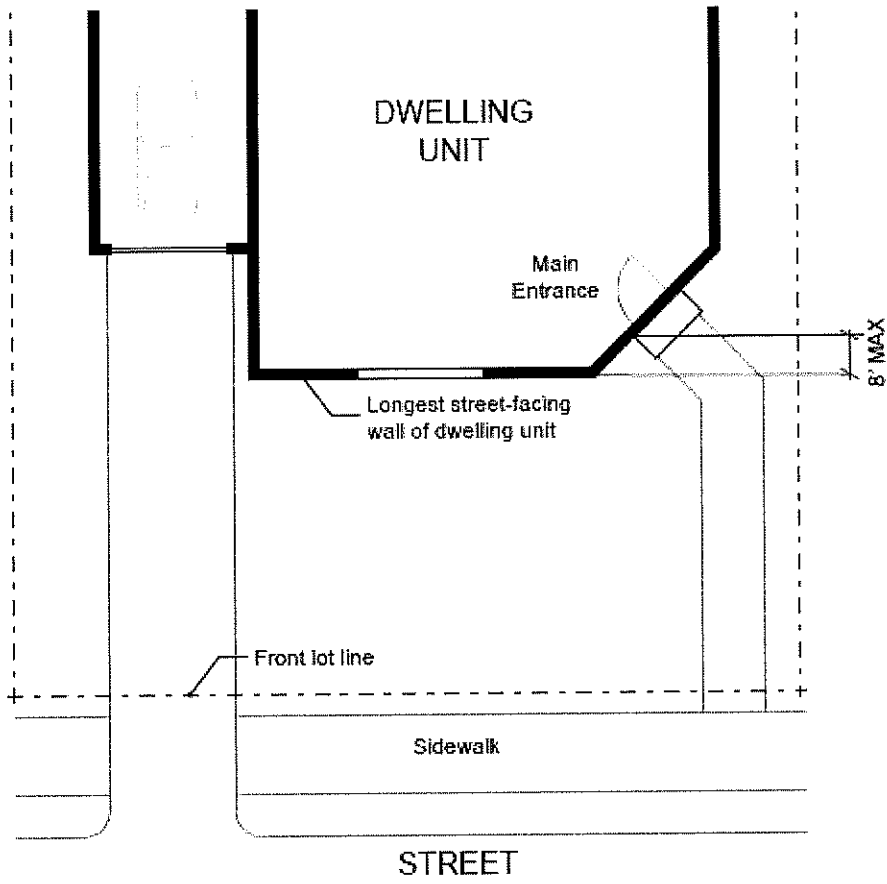 DWELLING
UNIT
Main
Entrance
8' MAX
Longest street-facing
wall of dwelling unit
Front lot line
Sidewalk
STREET